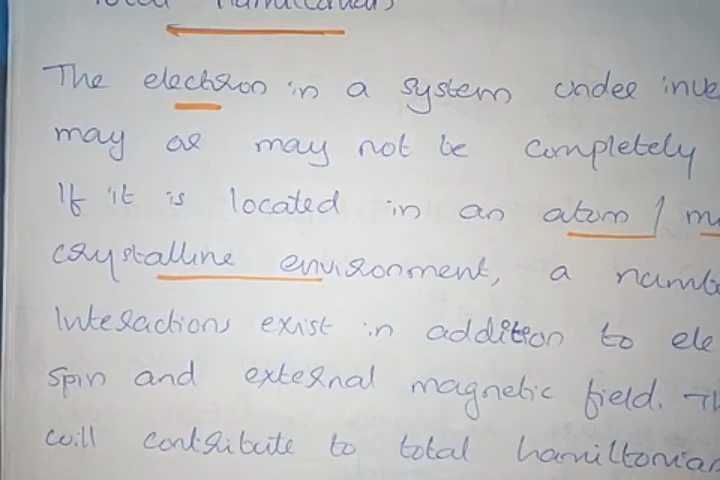 Total hamiltonians
The electron in a system under inve
may or may not be completely
If it is located in an atom / m
crystalline environment, a numb
Interactions exist in addition to ele
spin and external magnetic field. Th
will contribute to total hamiltonian